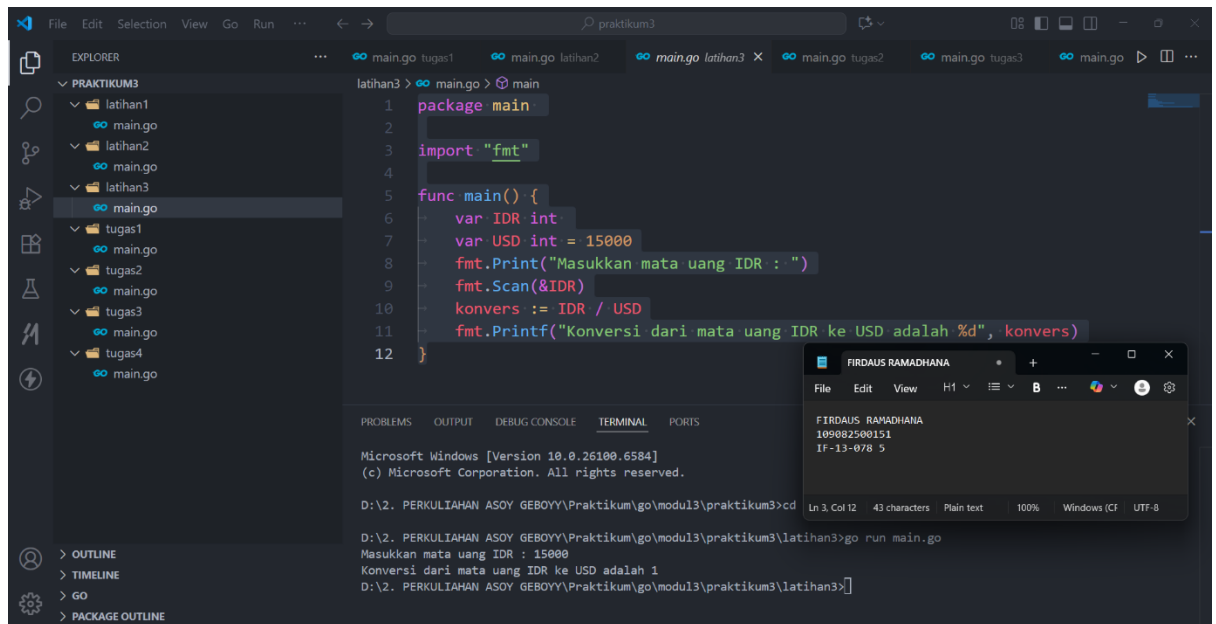 File Edit Selection View Go Run ... praktikum3
EXPLORER
PRAKTIKUM3
latihan1
main.go
latihan2
main.go
latihan3
main.go
tugas1
main.go
tugas2
main.go
tugas3
main.go
tugas4
main.go
OUTLINE
TIMELINE
GO
PACKAGE OUTLINE
main.go tugas1 main.go latihan2 main.go latihan3 main.go tugas2 main.go tugas3 main.go
latihan3 > main.go > main
1 package main
2
3 import "fmt"
4
5 func main() {
6 var IDR int
7 var USD int = 15000
8 fmt.Print("Masukkan mata uang IDR : ")
9 fmt.Scan(&IDR)
10 konvers := IDR / USD
11 fmt.Printf("Konversi dari mata uang IDR ke USD adalah %d", konvers)
12 }
PROBLEMS OUTPUT DEBUG CONSOLE TERMINAL PORTS
Microsoft Windows [Version 10.0.26100.6584]
(c) Microsoft Corporation. All rights reserved.
D:\2. PERKULIAHAN ASOY GEBOYY\Praktikum\go\modul3\praktikum3>cd
D:\2. PERKULIAHAN ASOY GEBOYY\Praktikum\go\modul3\praktikum3\latihan3>go run main.go
Masukkan mata uang IDR : 15000
Konversi dari mata uang IDR ke USD adalah 1
D:\2. PERKULIAHAN ASOY GEBOYY\Praktikum\go\modul3\praktikum3\latihan3>
FIRDAUS RAMADHANA
File Edit View H1 B ...
FIRDAUS RAMADHANA
109082500151
IF-13-078 5
Ln 3, Col 12 43 characters Plain text 100% Windows (CF UTF-8